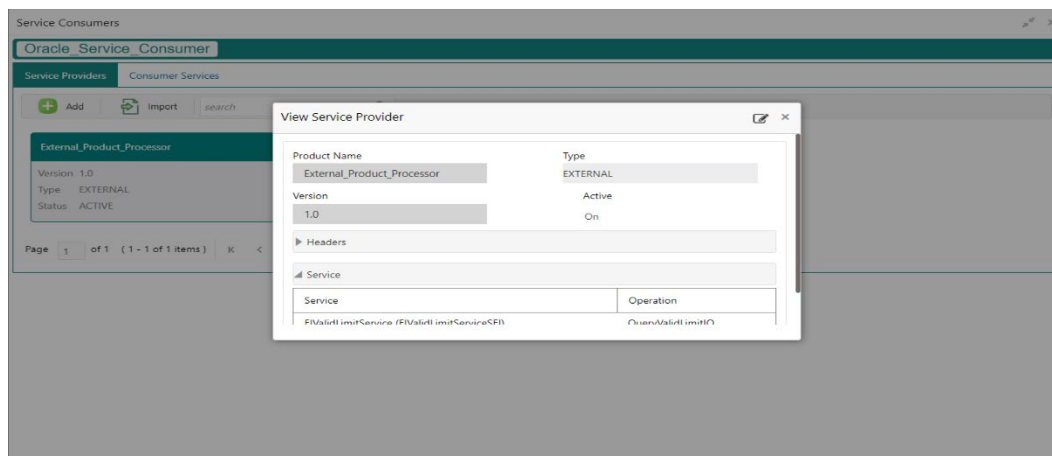 Service Consumers
Oracle_Service_Consumer
Service Providers Consumer Services
Add Import search
External_Product_Processor
Version 1.0
Type EXTERNAL
Status ACTIVE
Page 1 of 1 (1 - 1 of 1 items)
View Service Provider
Product Name Type
External_Product_Processor EXTERNAL
Version Active
1.0 On
Headers
Service
Service Operation
EIValidLimitService (EIValidLimitServiceSEI) QueryValidLimitIO